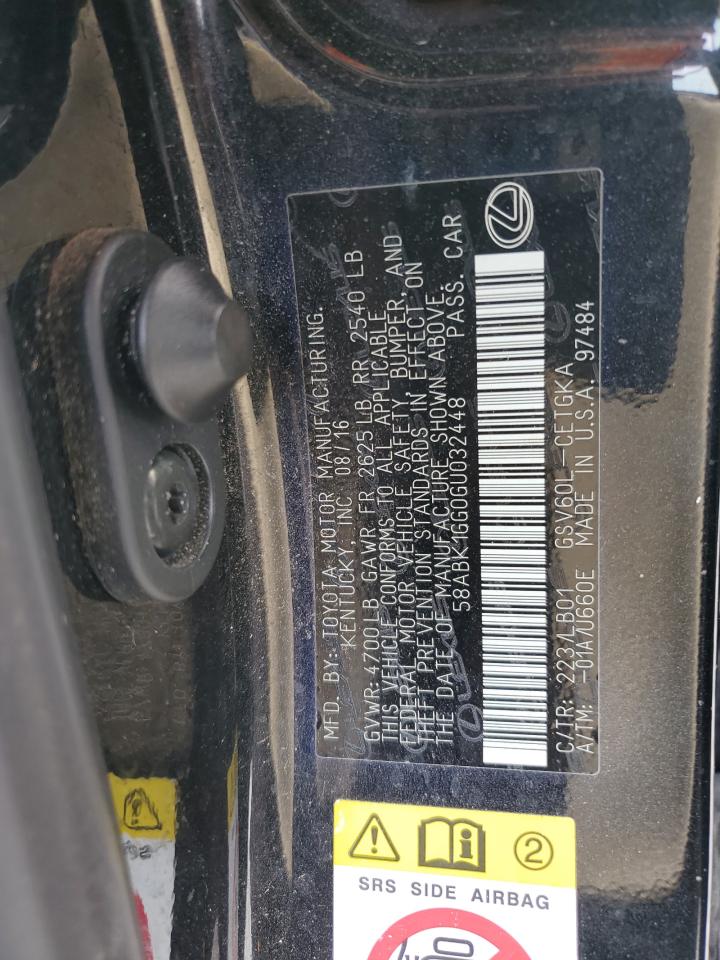 MFD. BY: TOYOTA MOTOR MANUFACTURING.
KENTUCKY, INC. 08/16
GVWR: 4700LB GAWR FR 2625LB RR 2540 LB
THIS VEHICLE CONFORMS TO ALL APPLICABLE
FEDERAL MOTOR VEHICLE SAFETY, BUMPER, AND
THEFT PREVENTION STANDARDS IN EFFECT ON
THE DATE OF MANUFACTURE SHOWN ABOVE.
58ABK1GG0GU032448 PASS. CAR
C/TR: 223/LB01 GSV60L-CETGKA
A/TM: -01A/U660E MADE IN U.S.A. 97484
2
SRS SIDE AIRBAG